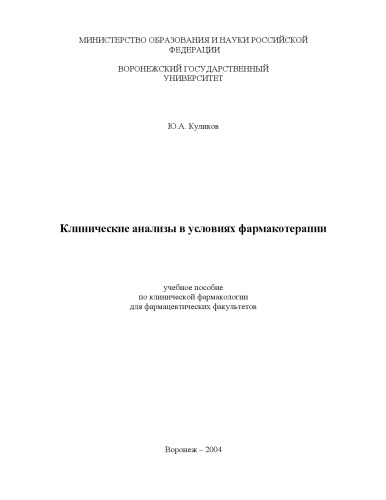 МИНИСТЕРСТВО ОБРАЗОВАНИЯ И НАУКИ РОССИЙСКОЙ
ФЕДЕРАЦИИ
ВОРОНЕЖСКИЙ ГОСУДАРСТВЕННЫЙ
УНИВЕРСИТЕТ
Ю.А. Куликов
Клинические анализы в условиях фармакотерапии
учебное пособие
по клинической фармакологии
для фармацевтических факультетов
Воронеж – 2004